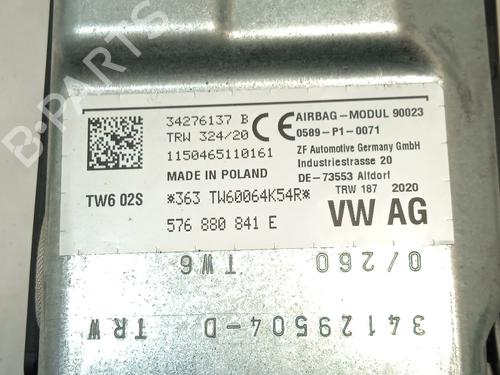 B-PARTS
34276137 B
TRW 324/20
1150465110161
MADE IN POLAND
TW6 02S
*363 TW60064K54R*
576 880 841 E
CE
AIRBAG-MODUL 90023
0589-P1-0071
ZF Automotive Germany GmbH
Industriestrasse 20
DE-73553 Alfdorf
TRW 187 2020
VW AG
0/260 TW6
34129504-D TRW